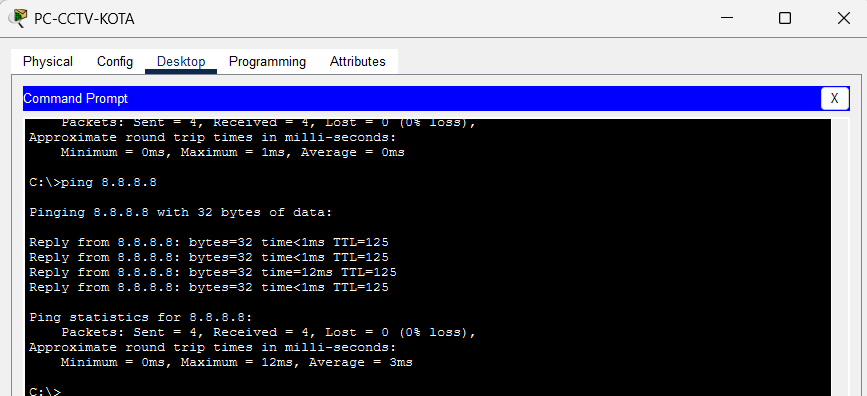 PC-CCTV-KOTA
Physical Config Desktop Programming Attributes
Command Prompt X
Packets: Sent = 4, Received = 4, Lost = 0 (0% loss),
Approximate round trip times in milli-seconds:
Minimum = 0ms, Maximum = 1ms, Average = 0ms
C:\>ping 8.8.8.8
Pinging 8.8.8.8 with 32 bytes of data:
Reply from 8.8.8.8: bytes=32 time<1ms TTL=125
Reply from 8.8.8.8: bytes=32 time<1ms TTL=125
Reply from 8.8.8.8: bytes=32 time=12ms TTL=125
Reply from 8.8.8.8: bytes=32 time<1ms TTL=125
Ping statistics for 8.8.8.8:
Packets: Sent = 4, Received = 4, Lost = 0 (0% loss),
Approximate round trip times in milli-seconds:
Minimum = 0ms, Maximum = 12ms, Average = 3ms
C:\>